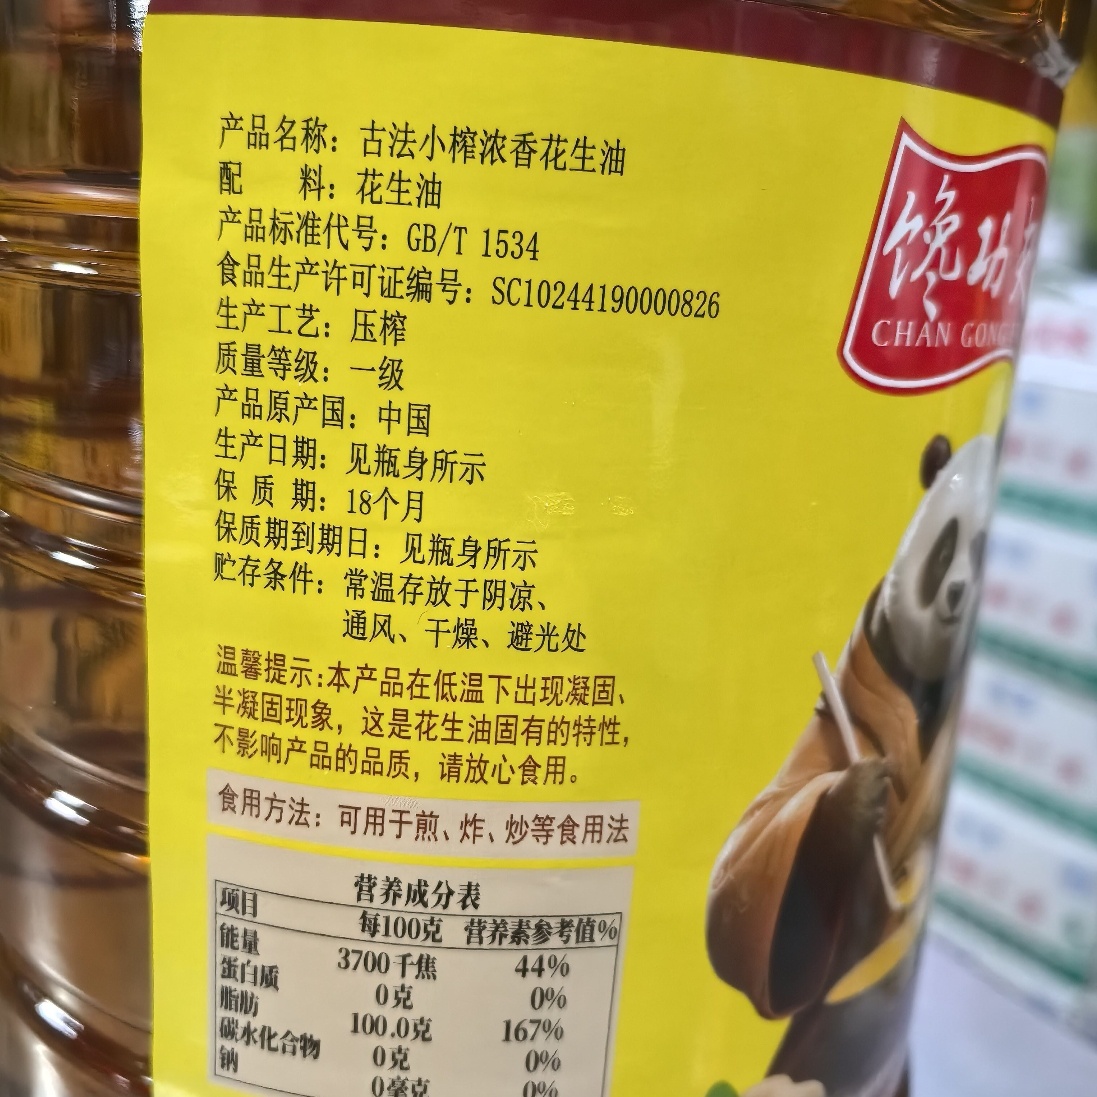 产品名称：古法小榨浓香花生油
配　料：花生油
产品标准代号：GB/T 1534
食品生产许可证编号：SC10244190000826
生产工艺：压榨
质量等级：一级
产品原产国：中国
生产日期：见瓶身所示
保质期：18个月
保质期到期日：见瓶身所示
贮存条件：常温存放于阴凉、
通风、干燥、避光处
温馨提示：本产品在低温下出现凝固、
半凝固现象，这是花生油固有的特性，
不影响产品的品质，请放心食用。
食用方法：可用于煎、炸、炒等食用法
营养成分表
项目 每100克 营养素参考值%
能量 3700千焦 44%
蛋白质 0克 0%
脂肪 100.0克 167%
碳水化合物 0克 0%
钠 0毫克 0%
馋功
CHAN GONG